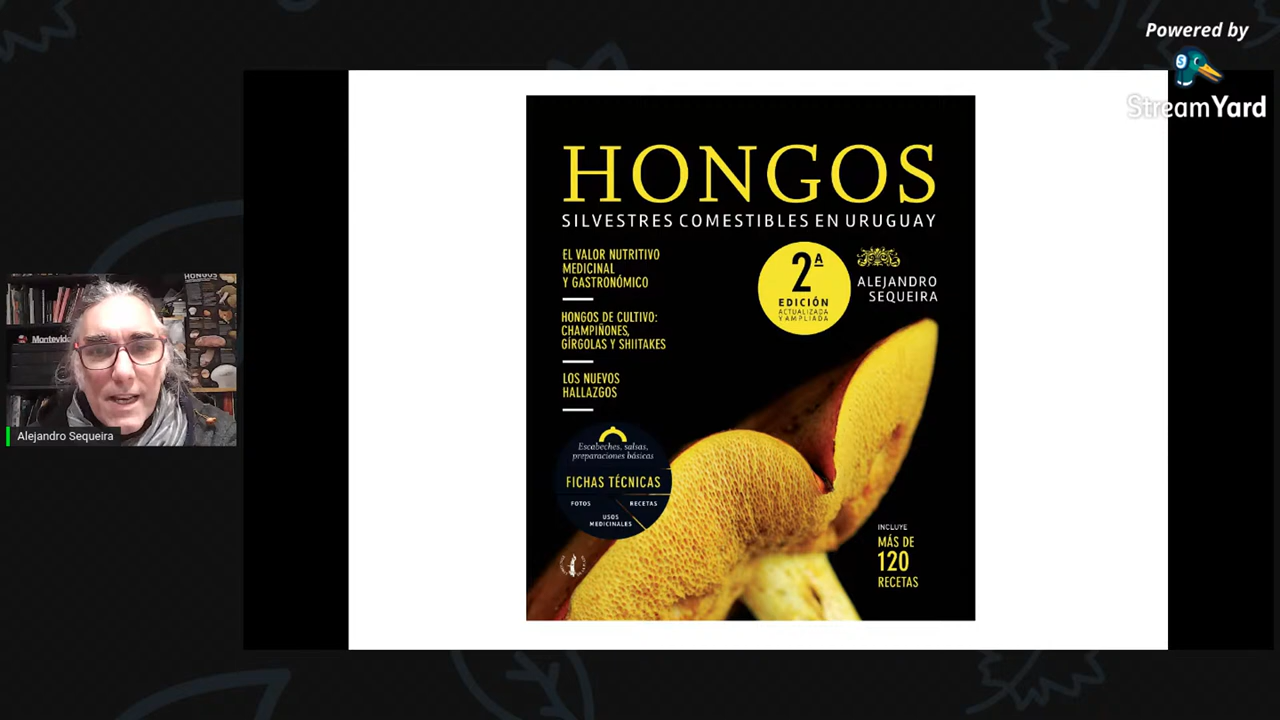 Powered by
StreamYard
HONGOS
SILVESTRES COMESTIBLES EN URUGUAY
EL VALOR NUTRITIVO
MEDICINAL
Y GASTRONÓMICO
HONGOS DE CULTIVO:
CHAMPIÑONES,
GÍRGOLAS Y SHIITAKES
LOS NUEVOS
HALLAZGOS
2ª
EDICIÓN
ACTUALIZADA
Y AMPLIADA
ALEJANDRO
SEQUEIRA
Escabeches, salsas,
preparaciones básicas
FICHAS TÉCNICAS
FOTOS
RECETAS
USOS
MEDICINALES
INCLUYE
MÁS DE
120
RECETAS
HONGOS
Montevide
Alejandro Sequeira